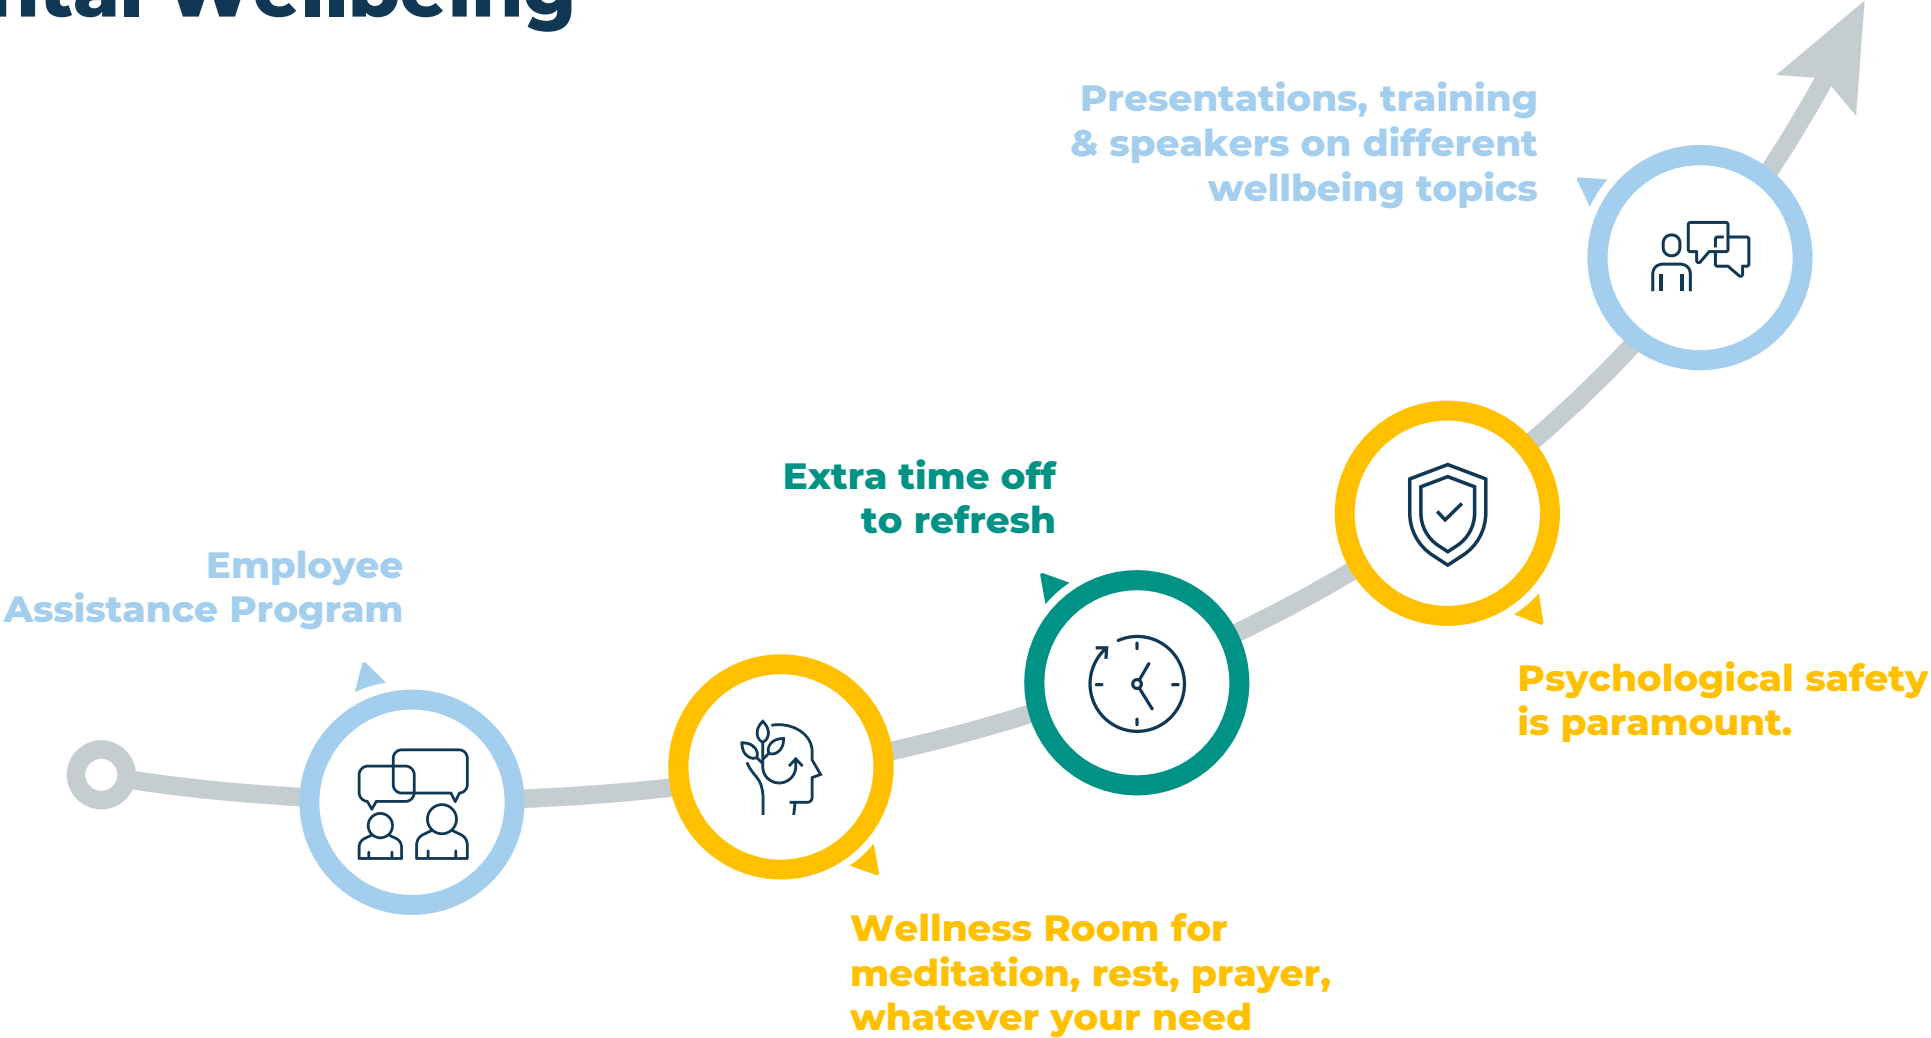 Wellbeing
Presentations, training
& speakers on different
wellbeing topics
Extra time off
to refresh
Employee
Assistance Program
Psychological safety
is paramount.
Wellness Room for
meditation, rest, prayer,
whatever your need